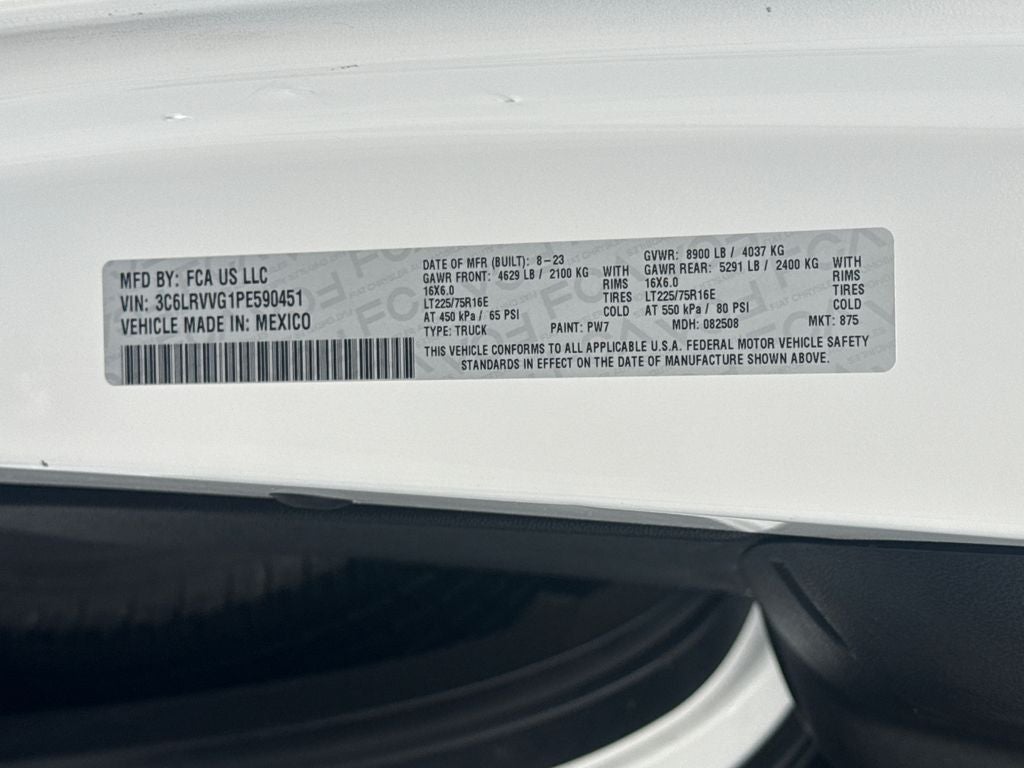 MFD BY: FCA US LLC
VIN: 3C6LRVVG1PE590451
VEHICLE MADE IN: MEXICO
DATE OF MFR (BUILT): 8-23
GAWR FRONT: 4629 LB / 2100 KG WITH
16X6.0 RIMS
LT225/75R16E TIRES
AT 450 kPa / 65 PSI COLD
TYPE: TRUCK PAINT: PW7
GVWR: 8900 LB / 4037 KG
GAWR REAR: 5291 LB / 2400 KG WITH
16X6.0 RIMS
LT225/75R16E TIRES
AT 550 kPa / 80 PSI COLD
MDH: 082508 MKT: 875
THIS VEHICLE CONFORMS TO ALL APPLICABLE U.S.A. FEDERAL MOTOR VEHICLE SAFETY
STANDARDS IN EFFECT ON THE DATE OF MANUFACTURE SHOWN ABOVE.